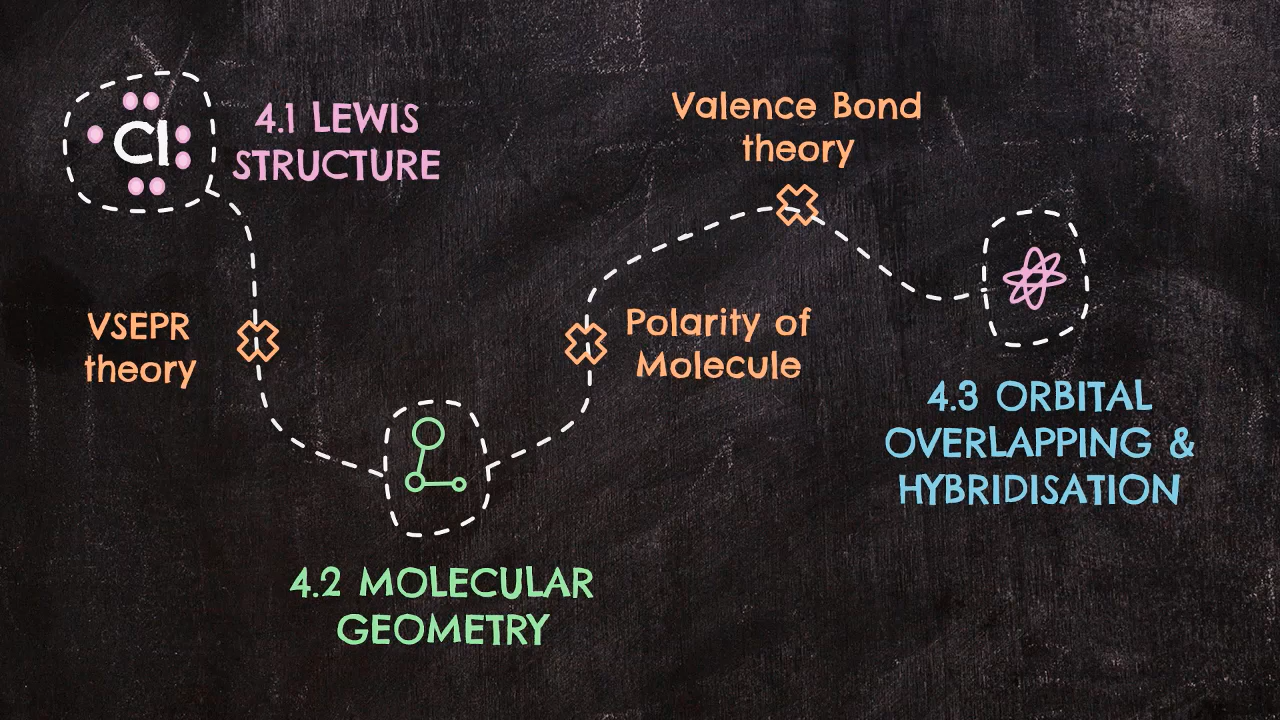 Cl
4.1 LEWIS
STRUCTURE
VSEPR
theory
4.2 MOLECULAR
GEOMETRY
Polarity of
Molecule
Valence Bond
theory
4.3 ORBITAL
OVERLAPPING &
HYBRIDISATION